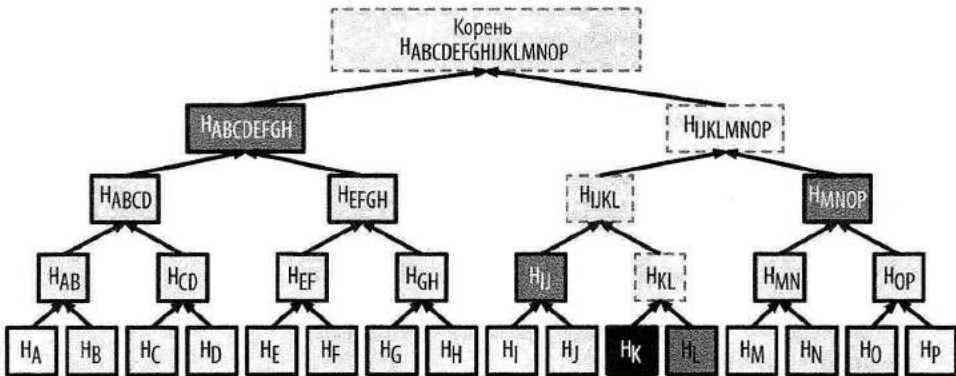 Корень
HABCDEFGHIJKLMNOP
HABCDEFGH HIJKLMNOP
HABCD HEFGH HIJKL HMNOP
HAB HCD HEF HGH HIJ HKL HMN HOP
HA HB HC HD HE HF HG HH HI HJ HK HL HM HN HO HP